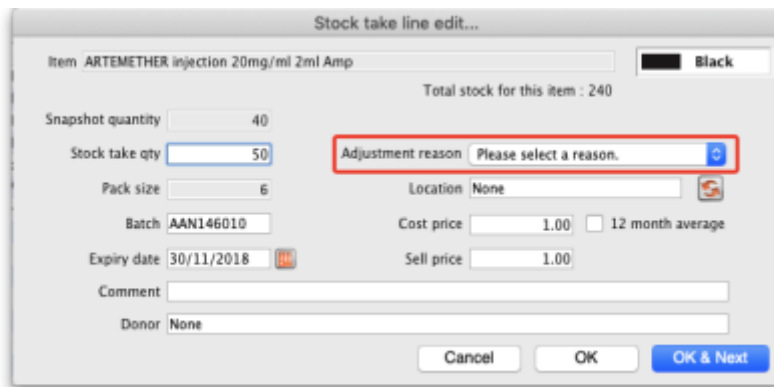 Stock take line edit...
Item ARTEMETHER injection 20mg/ml 2ml Amp Black
Total stock for this item : 240
Snapshot quantity 40
Stock take qty 50 Adjustment reason Please select a reason.
Pack size 6 Location None
Batch AAN146010 Cost price 1.00 12 month average
Expiry date 30/11/2018 Sell price 1.00
Comment
Donor None
Cancel OK OK & Next